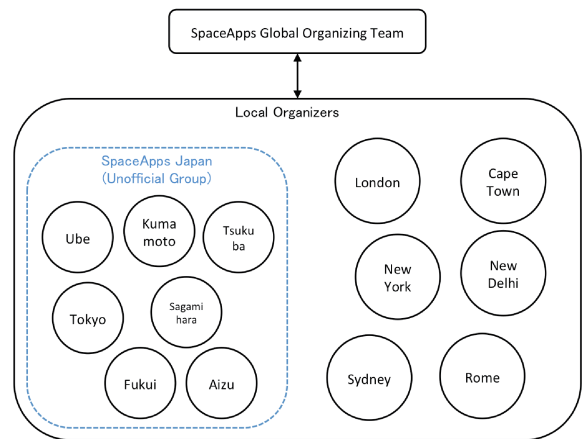 SpaceApps Global Organizing Team
Local Organizers
SpaceApps Japan
(Unofficial Group)
Ube
Kuma
moto
Tsuku
ba
Tokyo
Sagami
hara
Fukui
Aizu
London
Cape
Town
New
York
New
Delhi
Sydney
Rome